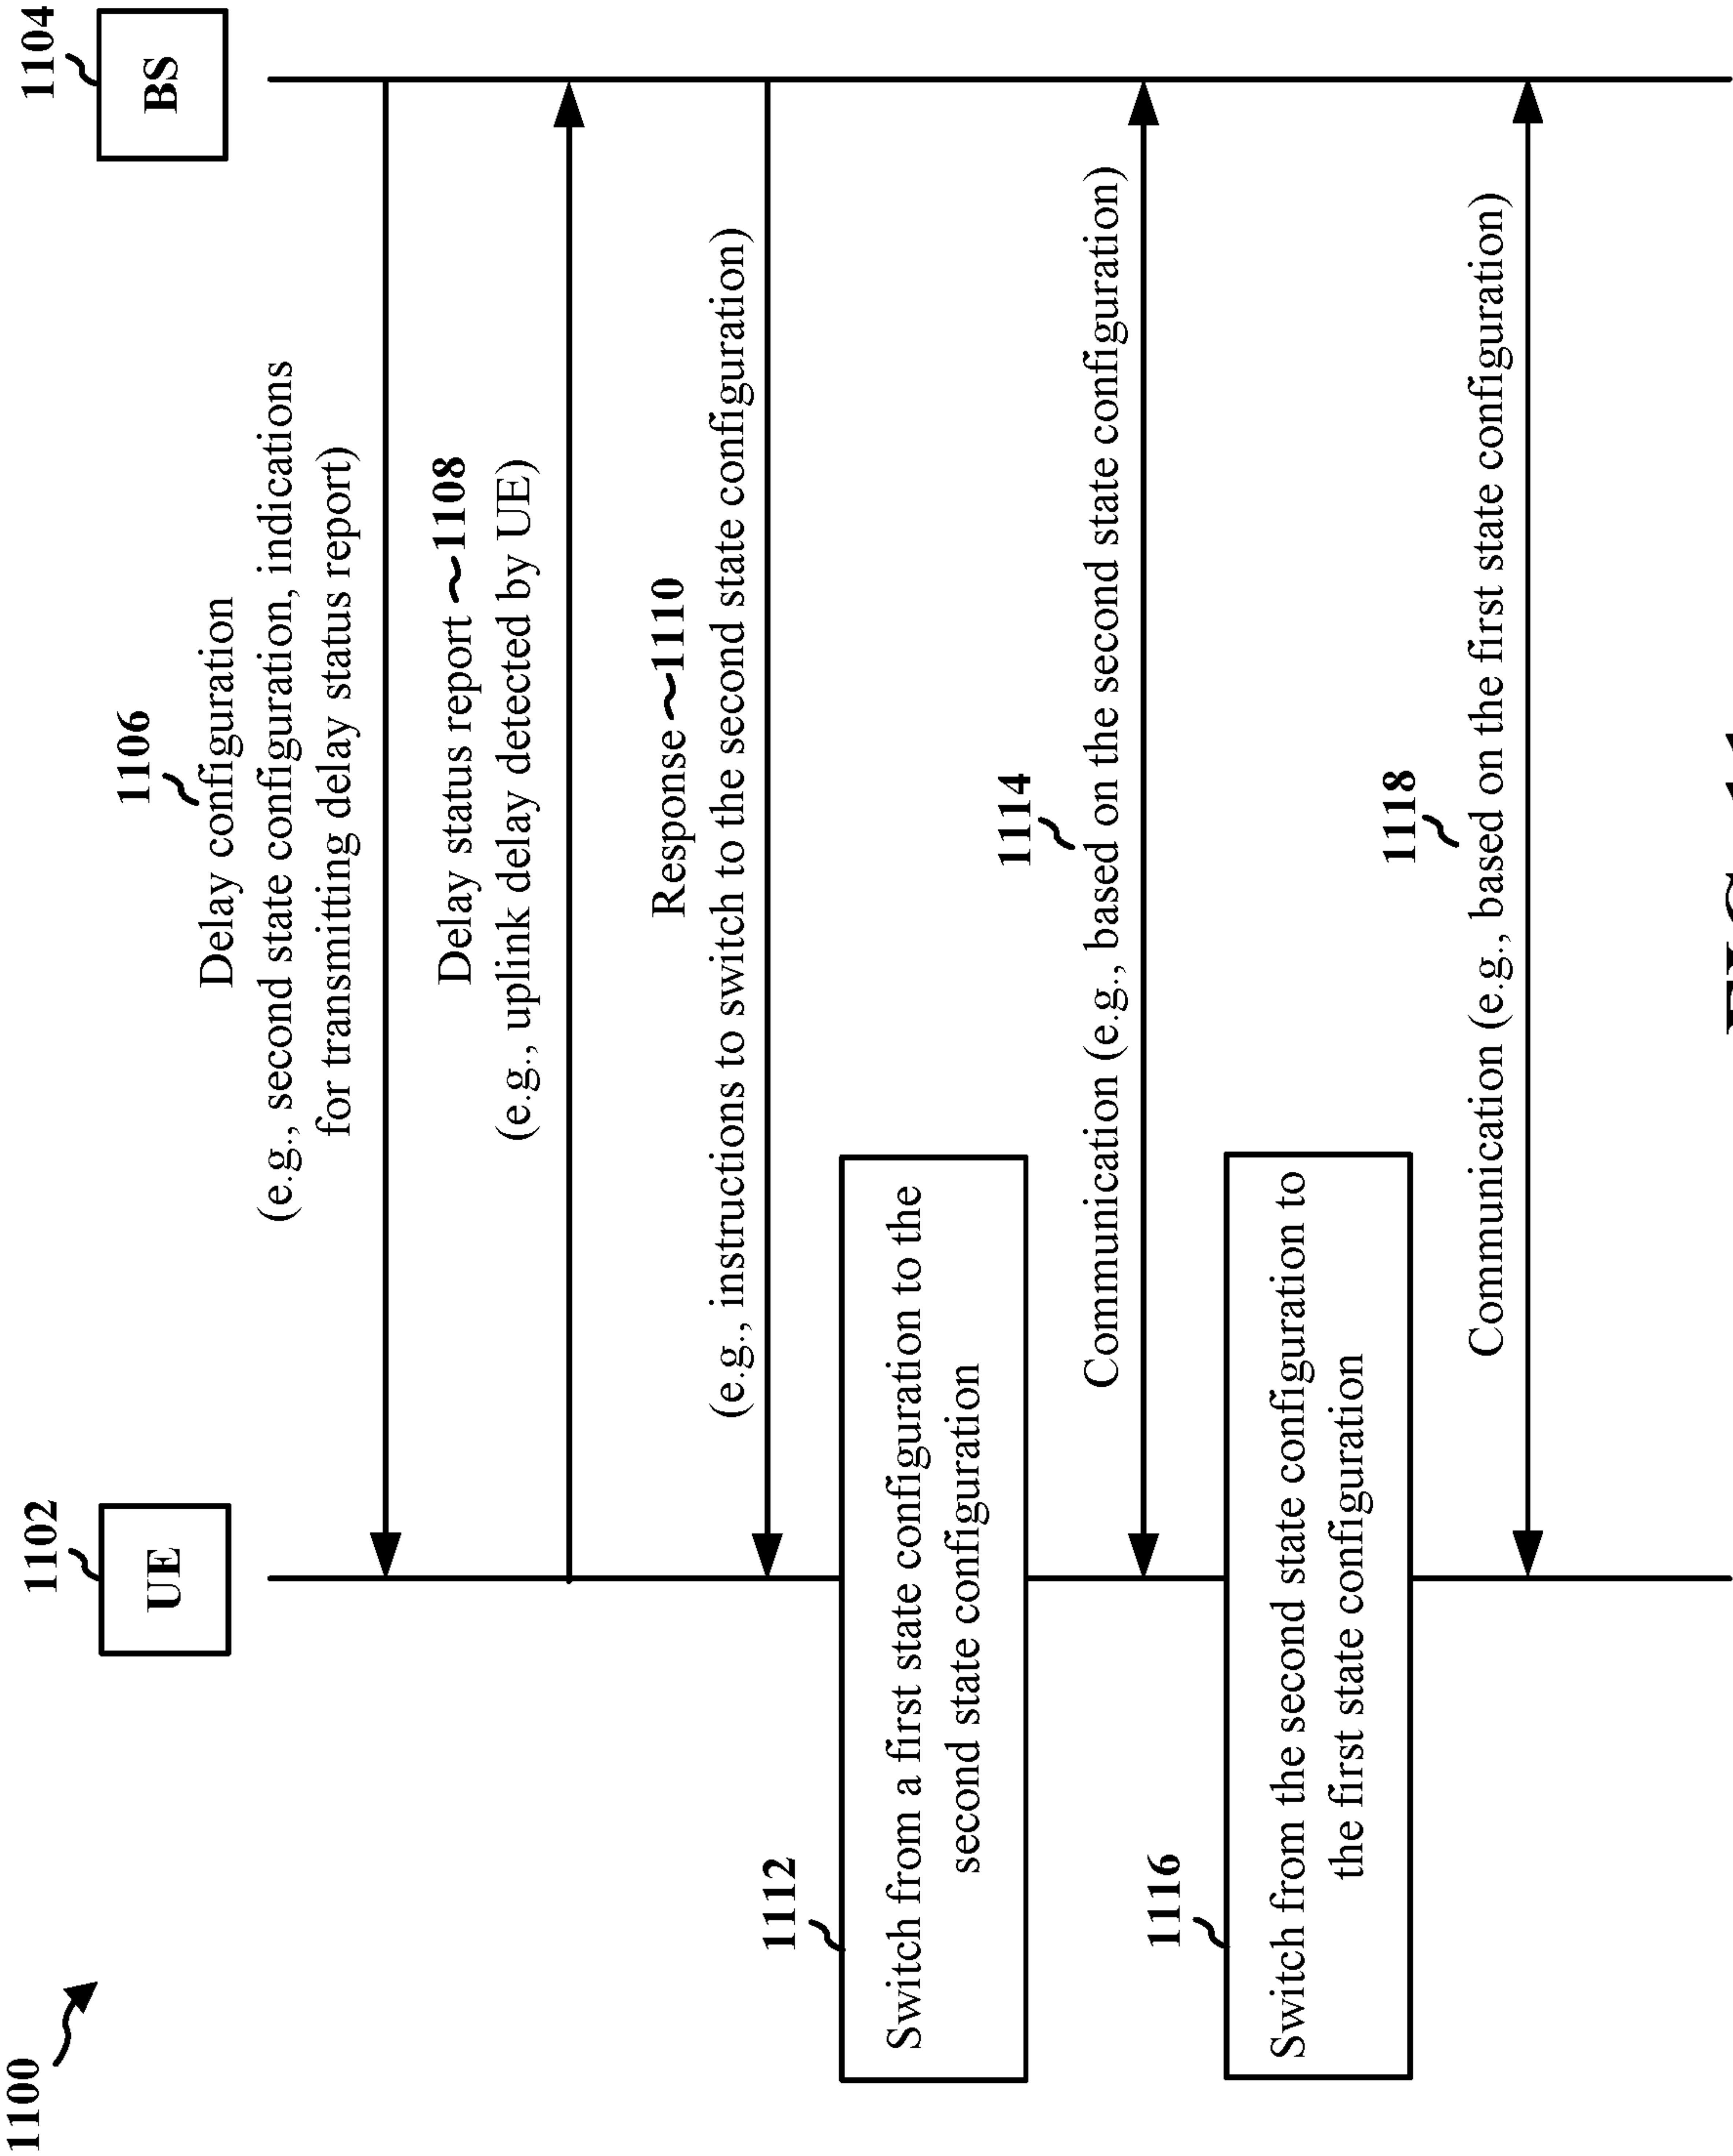 1100
1102
UE
1104
BS
1106
Delay configuration
(e.g., second state configuration, indications
for transmitting delay status report)
Delay status report ~1108
(e.g., uplink delay detected by UE)
Response ~1110
(e.g., instructions to switch to the second state configuration)
1112
Switch from a first state configuration to the
second state configuration
1114
Communication (e.g., based on the second state configuration)
1116
Switch from the second state configuration to
the first state configuration
1118
Communication (e.g., based on the first state configuration)